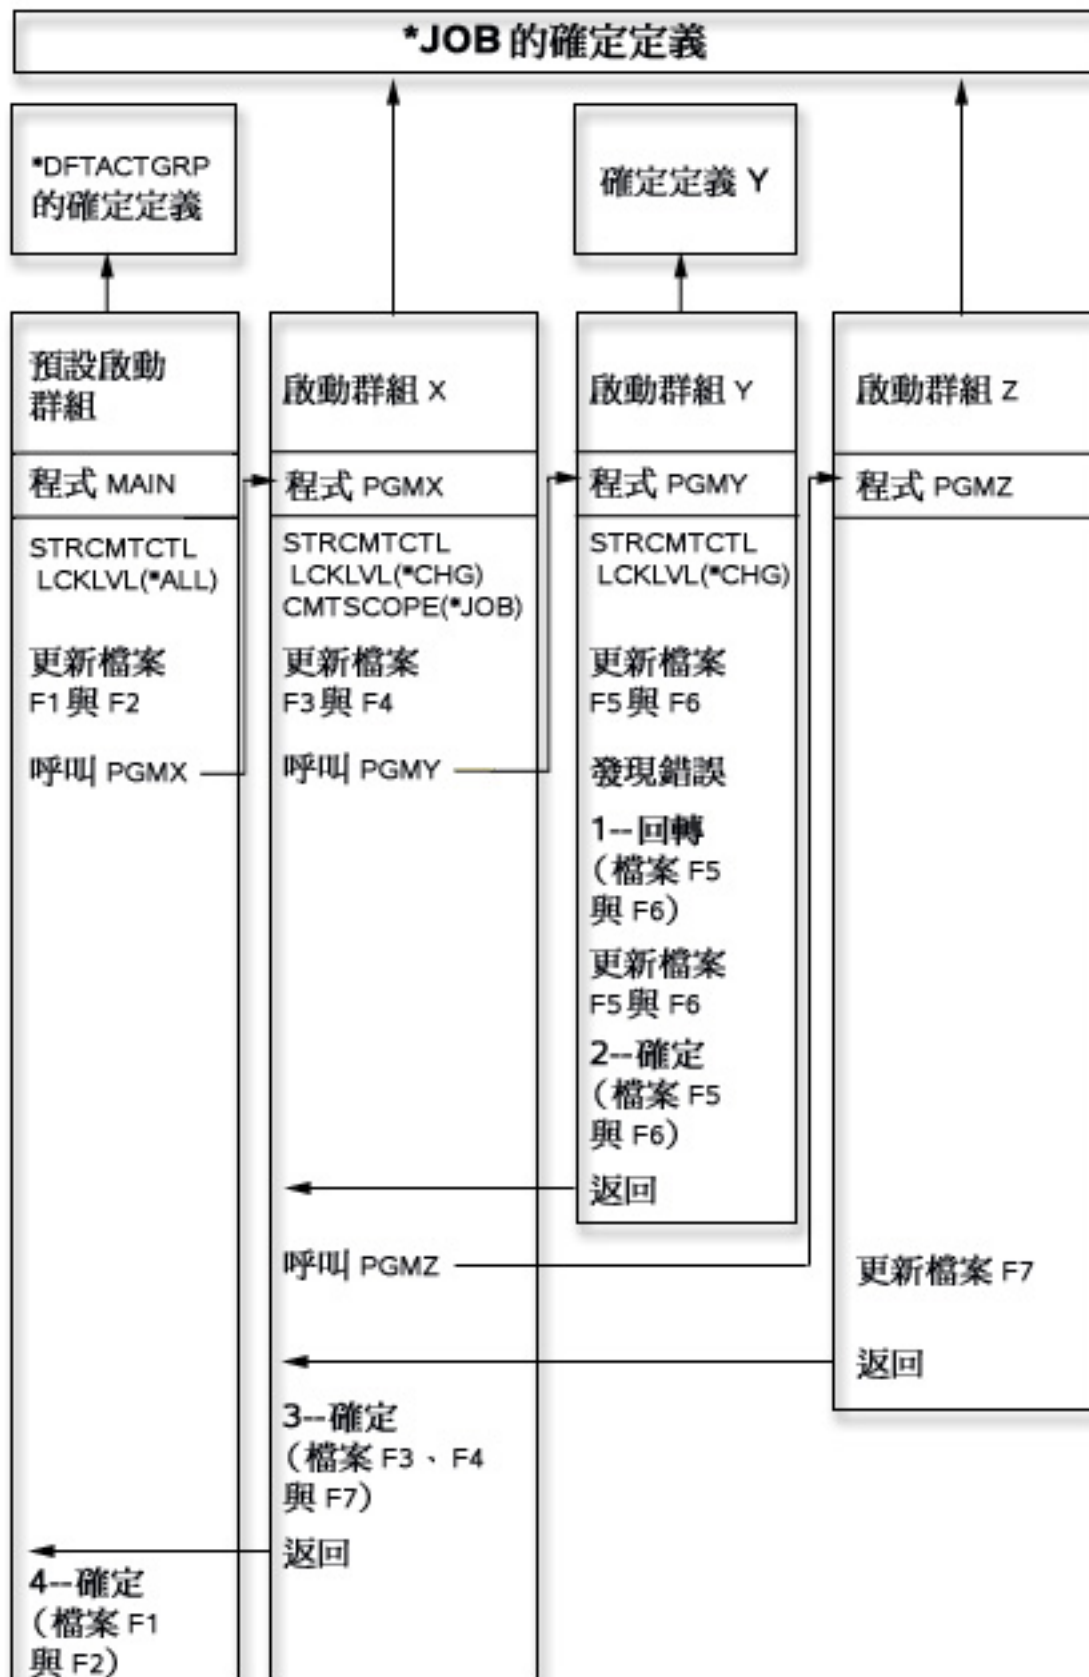 *JOB 的確定定義
*DFTACTGRP
的確定定義
確定定義 Y
預設啟動
群組
程式 MAIN
STRCMTCTL
LCKLVL(*ALL)
更新檔案
F1 與 F2
呼叫 PGMX
啟動群組 X
程式 PGMX
STRCMTCTL
LCKLVL(*CHG)
CMTSCOPE(*JOB)
更新檔案
F3 與 F4
呼叫 PGMY
啟動群組 Y
程式 PGMY
STRCMTCTL
LCKLVL(*CHG)
更新檔案
F5 與 F6
發現錯誤
1--回轉
（檔案 F5
與 F6）
更新檔案
F5 與 F6
2--確定
（檔案 F5
與 F6）
返回
呼叫 PGMZ
啟動群組 Z
程式 PGMZ
更新檔案 F7
返回
3--確定
（檔案 F3、F4
與 F7）
返回
4--確定
（檔案 F1
與 F2）